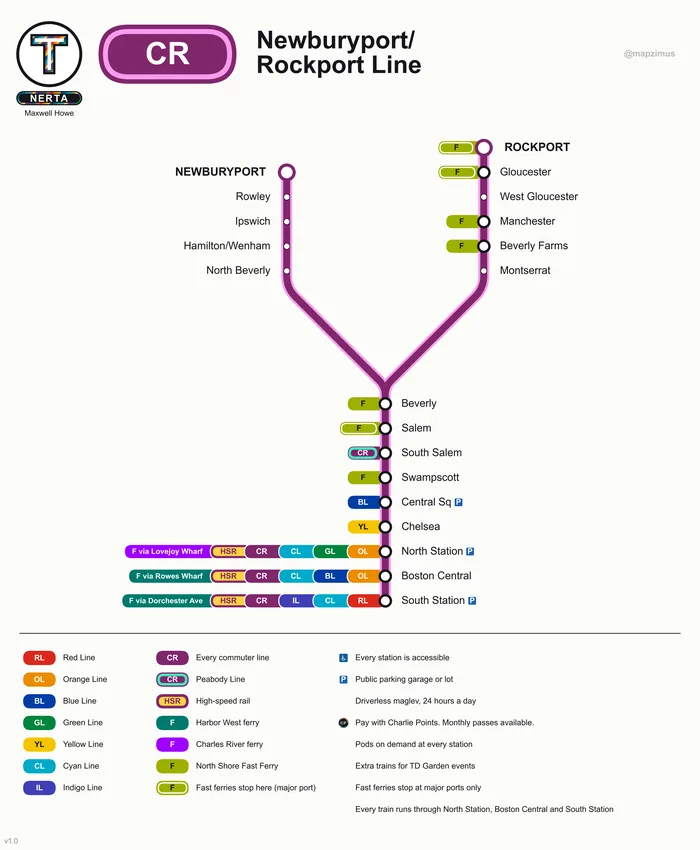 T
NERTA
Maxwell Howe
CR
Newburyport/
Rockport Line
@mapzimus
NEWBURYPORT
Rowley
Ipswich
Hamilton/Wenham
North Beverly
F ROCKPORT
F Gloucester
West Gloucester
F Manchester
F Beverly Farms
Montserrat
F Beverly
F Salem
CR South Salem
F Swampscott
BL Central Sq P
YL Chelsea
F via Lovejoy Wharf HSR CR CL GL OL North Station P
F via Rowes Wharf HSR CR CL BL OL Boston Central
F via Dorchester Ave HSR CR IL CL RL South Station P
RL Red Line
OL Orange Line
BL Blue Line
GL Green Line
YL Yellow Line
CL Cyan Line
IL Indigo Line
CR Every commuter line
CR Peabody Line
HSR High-speed rail
F Harbor West ferry
F Charles River ferry
F North Shore Fast Ferry
F Fast ferries stop here (major port)
Every station is accessible
P Public parking garage or lot
Driverless maglev, 24 hours a day
CP Pay with Charlie Points. Monthly passes available.
Pods on demand at every station
Extra trains for TD Garden events
Fast ferries stop at major ports only
Every train runs through North Station, Boston Central and South Station
v1.0